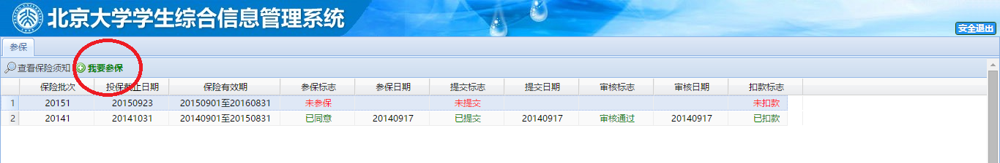 北京大学学生综合信息管理系统
安全退出
参保
查看保险须知 我要参保
保险批次 投保截止日期 保险有效期 参保标志 参保日期 提交标志 提交日期 审核标志 审核日期 扣款标志
1 20151 20150923 20150901至20160831 未参保 未提交 未扣款
2 20141 20141031 20140901至20150831 已同意 20140917 已提交 20140917 审核通过 20140917 已扣款